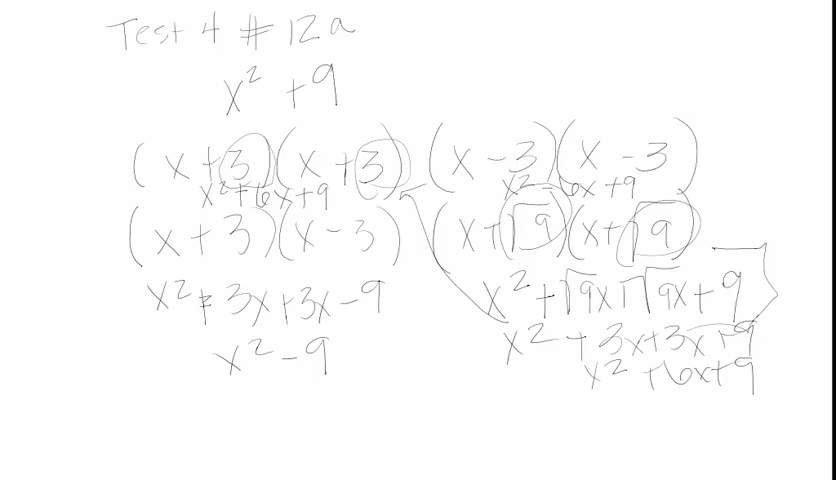 Test 4 # 12a
x² + 9
(x + 3)(x + 3) (x - 3)(x - 3)
x² + 6x + 9 x² - 6x + 9
(x + 3)(x - 3) (x + √9)(x + √9)
x² + √9x + √9x + 9
x² - 3x + 3x - 9
x² + 3x + 3x + 9
x² - 9
x² + 6x + 9